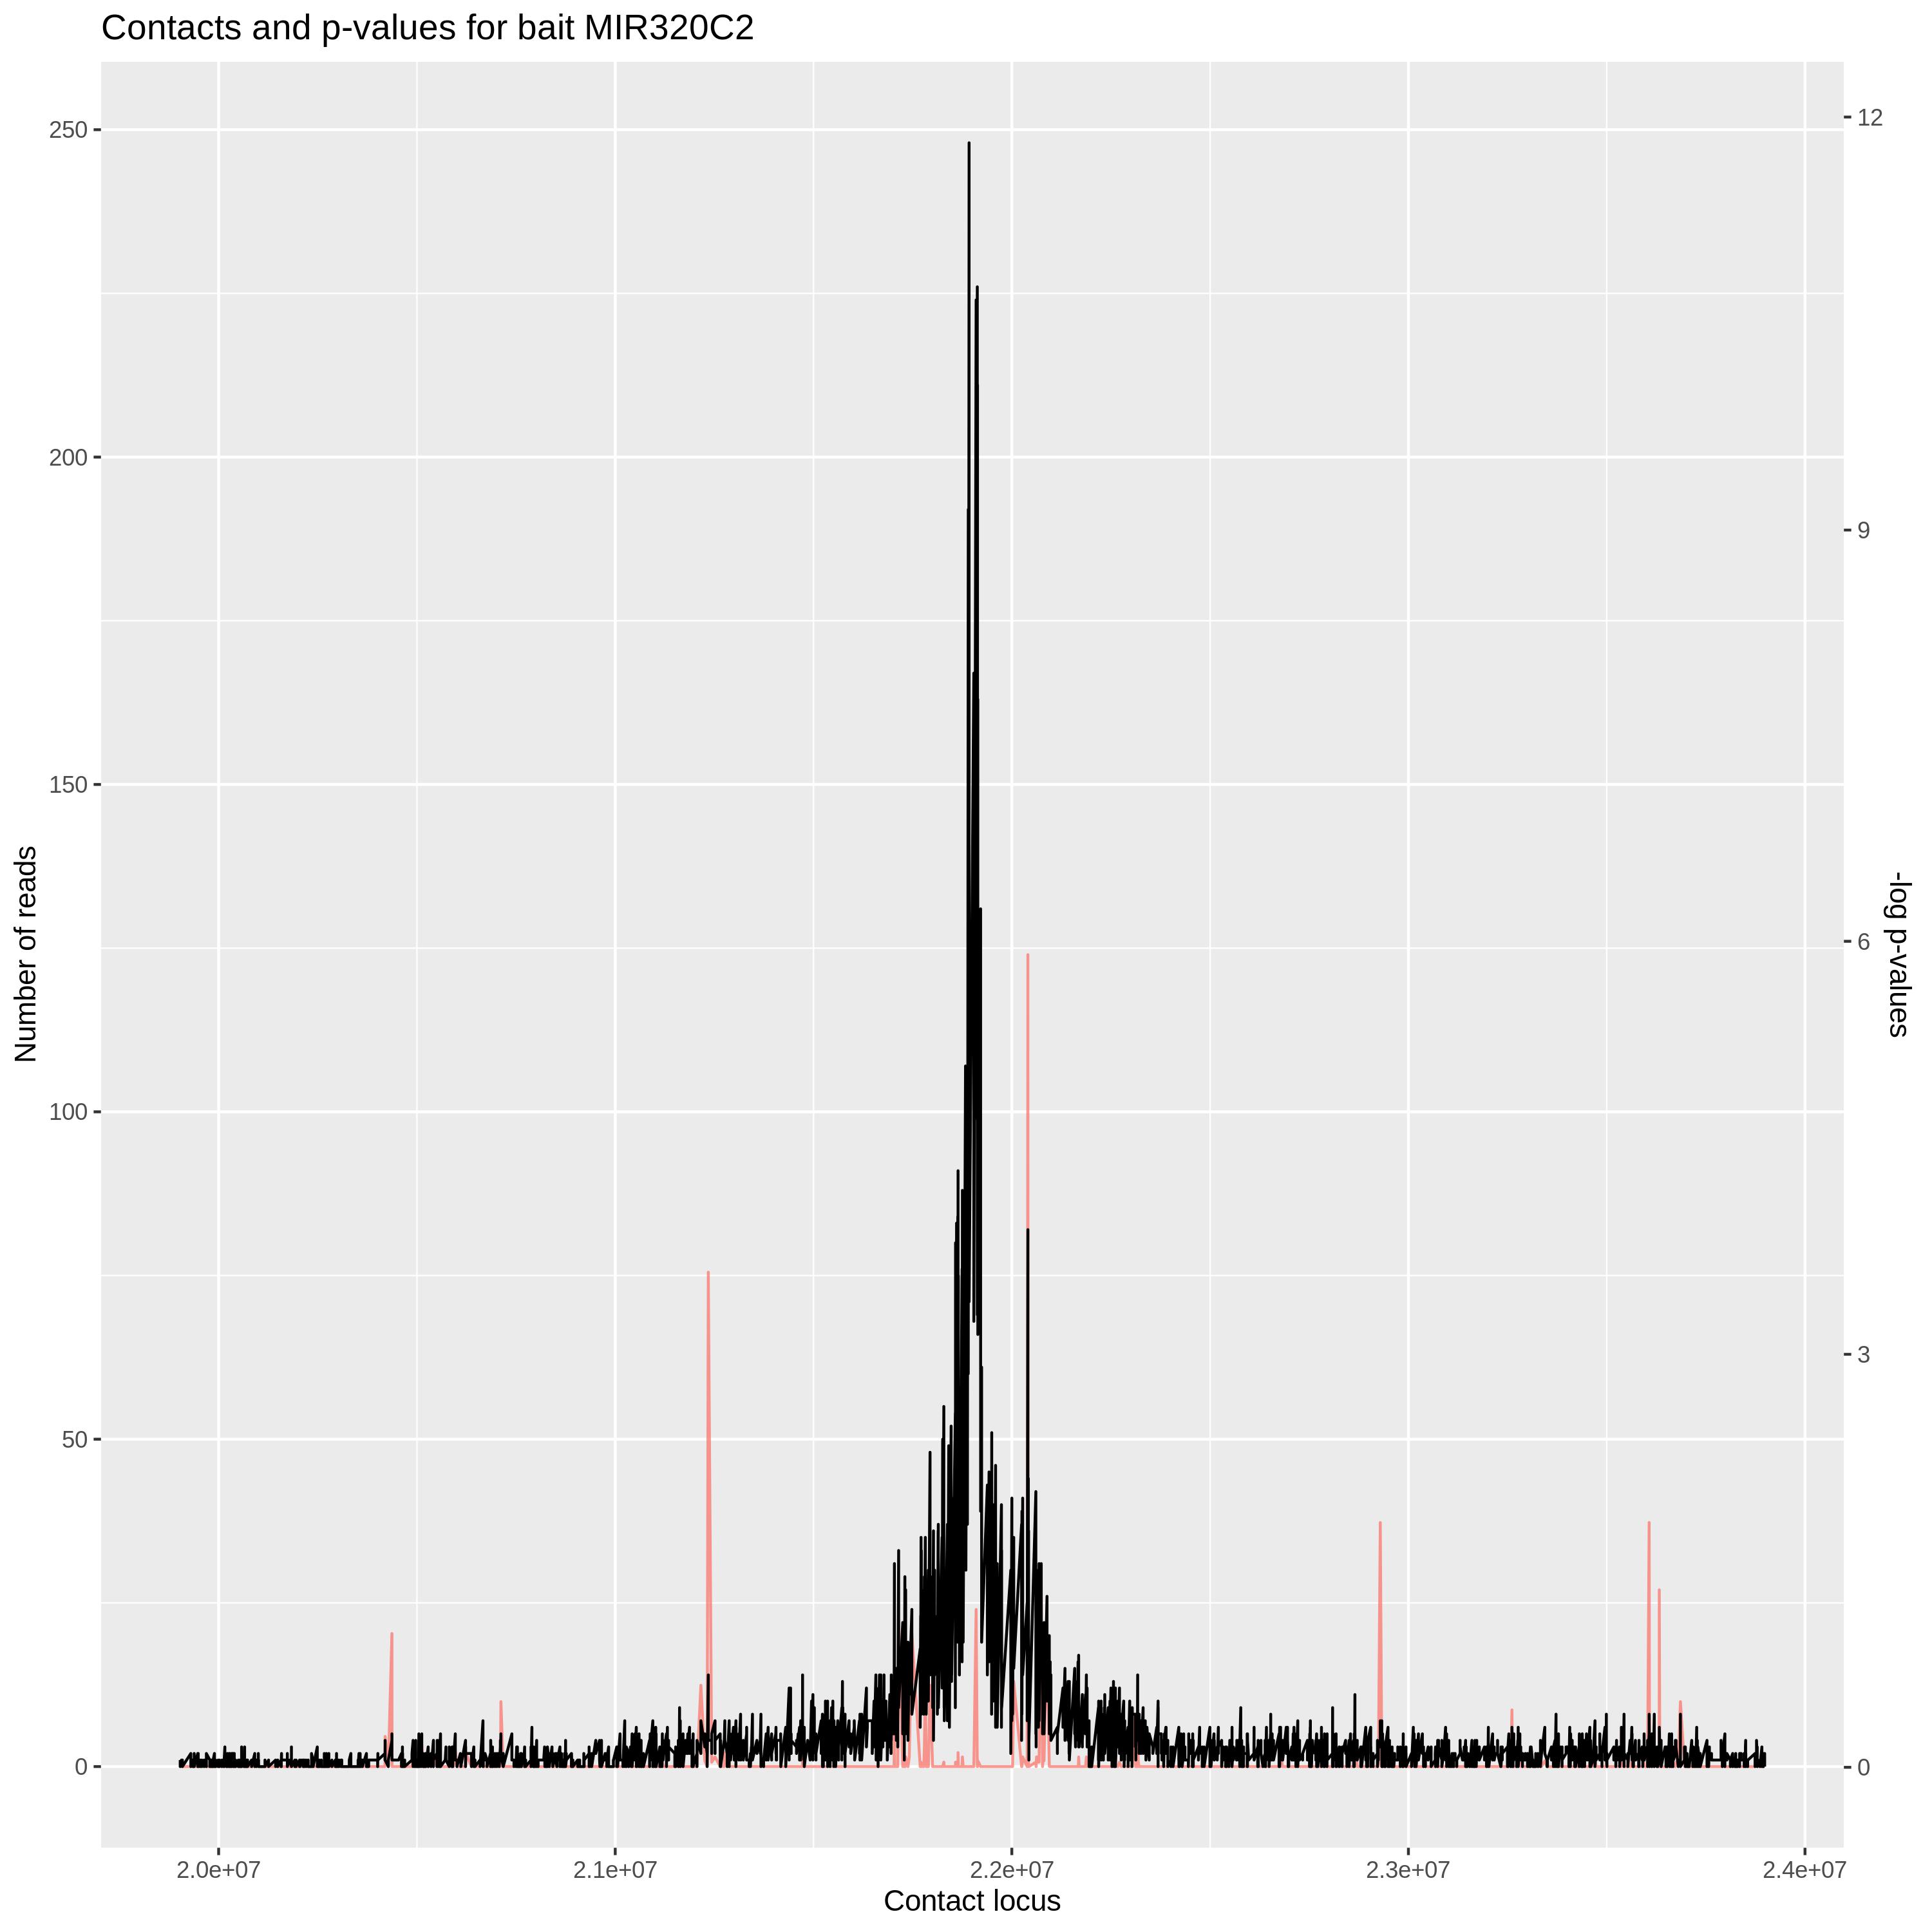 Contacts and p-values for bait MIR320C2
250
200
150
100
50
0
Number of reads
12
9
6
3
0
-log p-values
2.0e+07
2.1e+07
2.2e+07
2.3e+07
2.4e+07
Contact locus